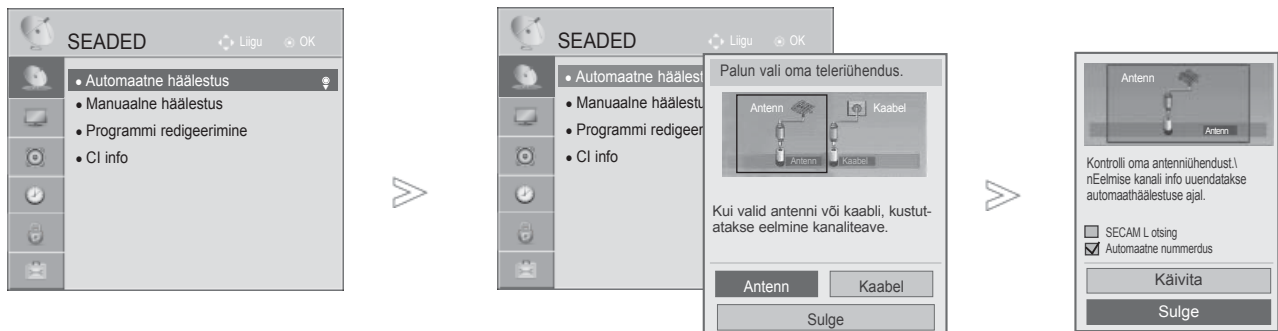 SEADED
Liigu
OK
Automaatne häälestus
Manuaalne häälestus
Programmi redigeerimine
CI info
SEADED
Liigu
OK
Automaatne häälest
Manuaalne häälestu
Programmi redigeer
CI info
Palun vali oma teleriühendus.
Antenn
Kaabel
Antenn
Kaabel
Kui valid antenni või kaabli, kustut-
atakse eelmine kanaliteave.
Antenn
Kaabel
Sulge
Antenn
Antenn
Kontrolli oma antenniühendust.\
nEelmise kanali info uuendatakse
automaathäälestuse ajal.
SECAM L otsing
Automaatne nummerdus
Käivita
Sulge